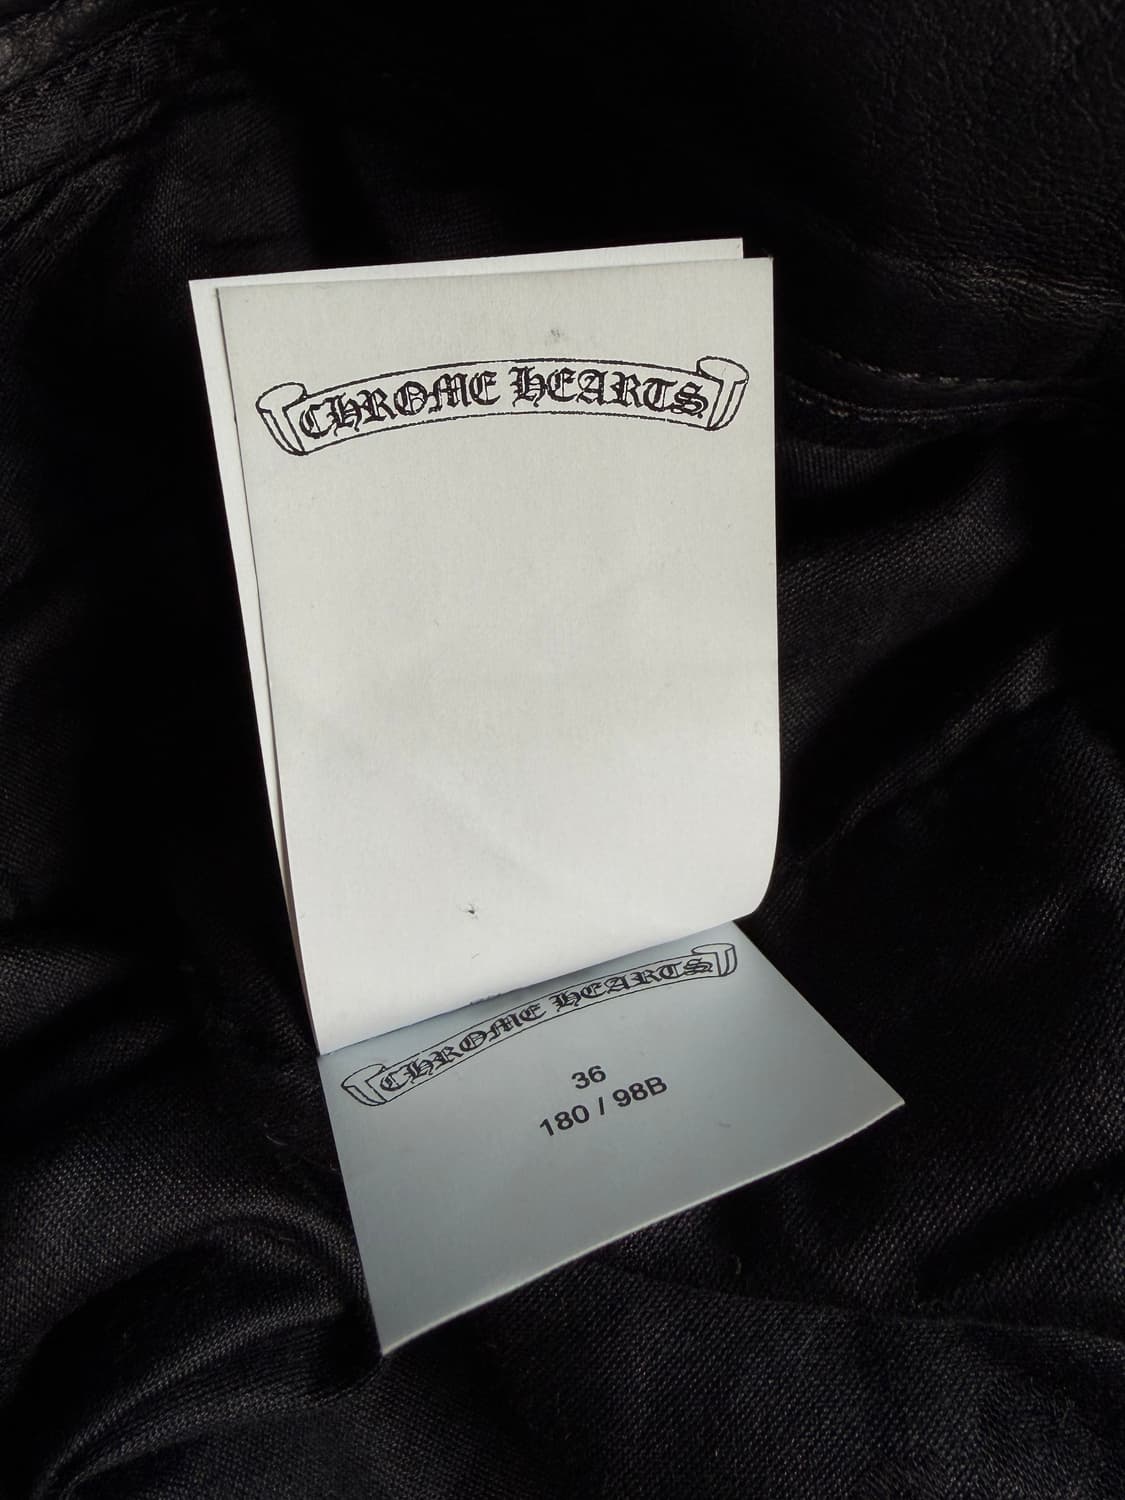 CHROME HEARTS
CHROME HEARTS
36
180 / 98B